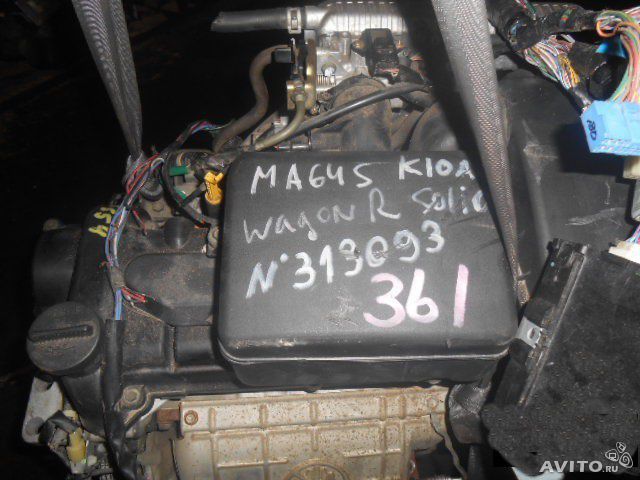 MA64S K10A
Wagon R Solio
N°313093
361
AVITO.ru